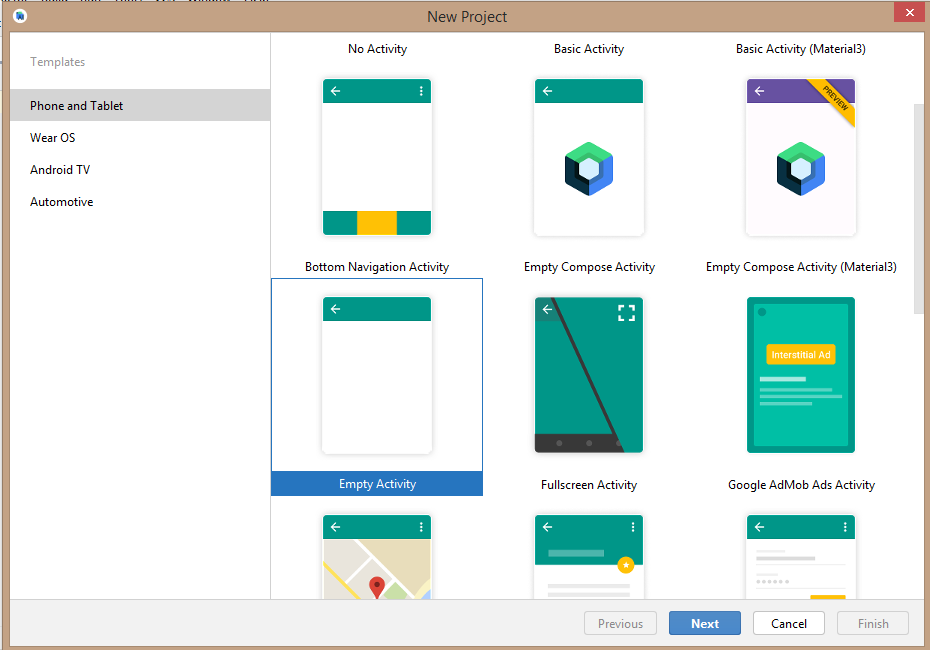 New Project
Templates
Phone and Tablet
Wear OS
Android TV
Automotive
No Activity
Basic Activity
Basic Activity (Material3)
PREVIEW
Bottom Navigation Activity
Empty Compose Activity
Empty Compose Activity (Material3)
Interstitial Ad
Empty Activity
Fullscreen Activity
Google AdMob Ads Activity
Previous
Next
Cancel
Finish